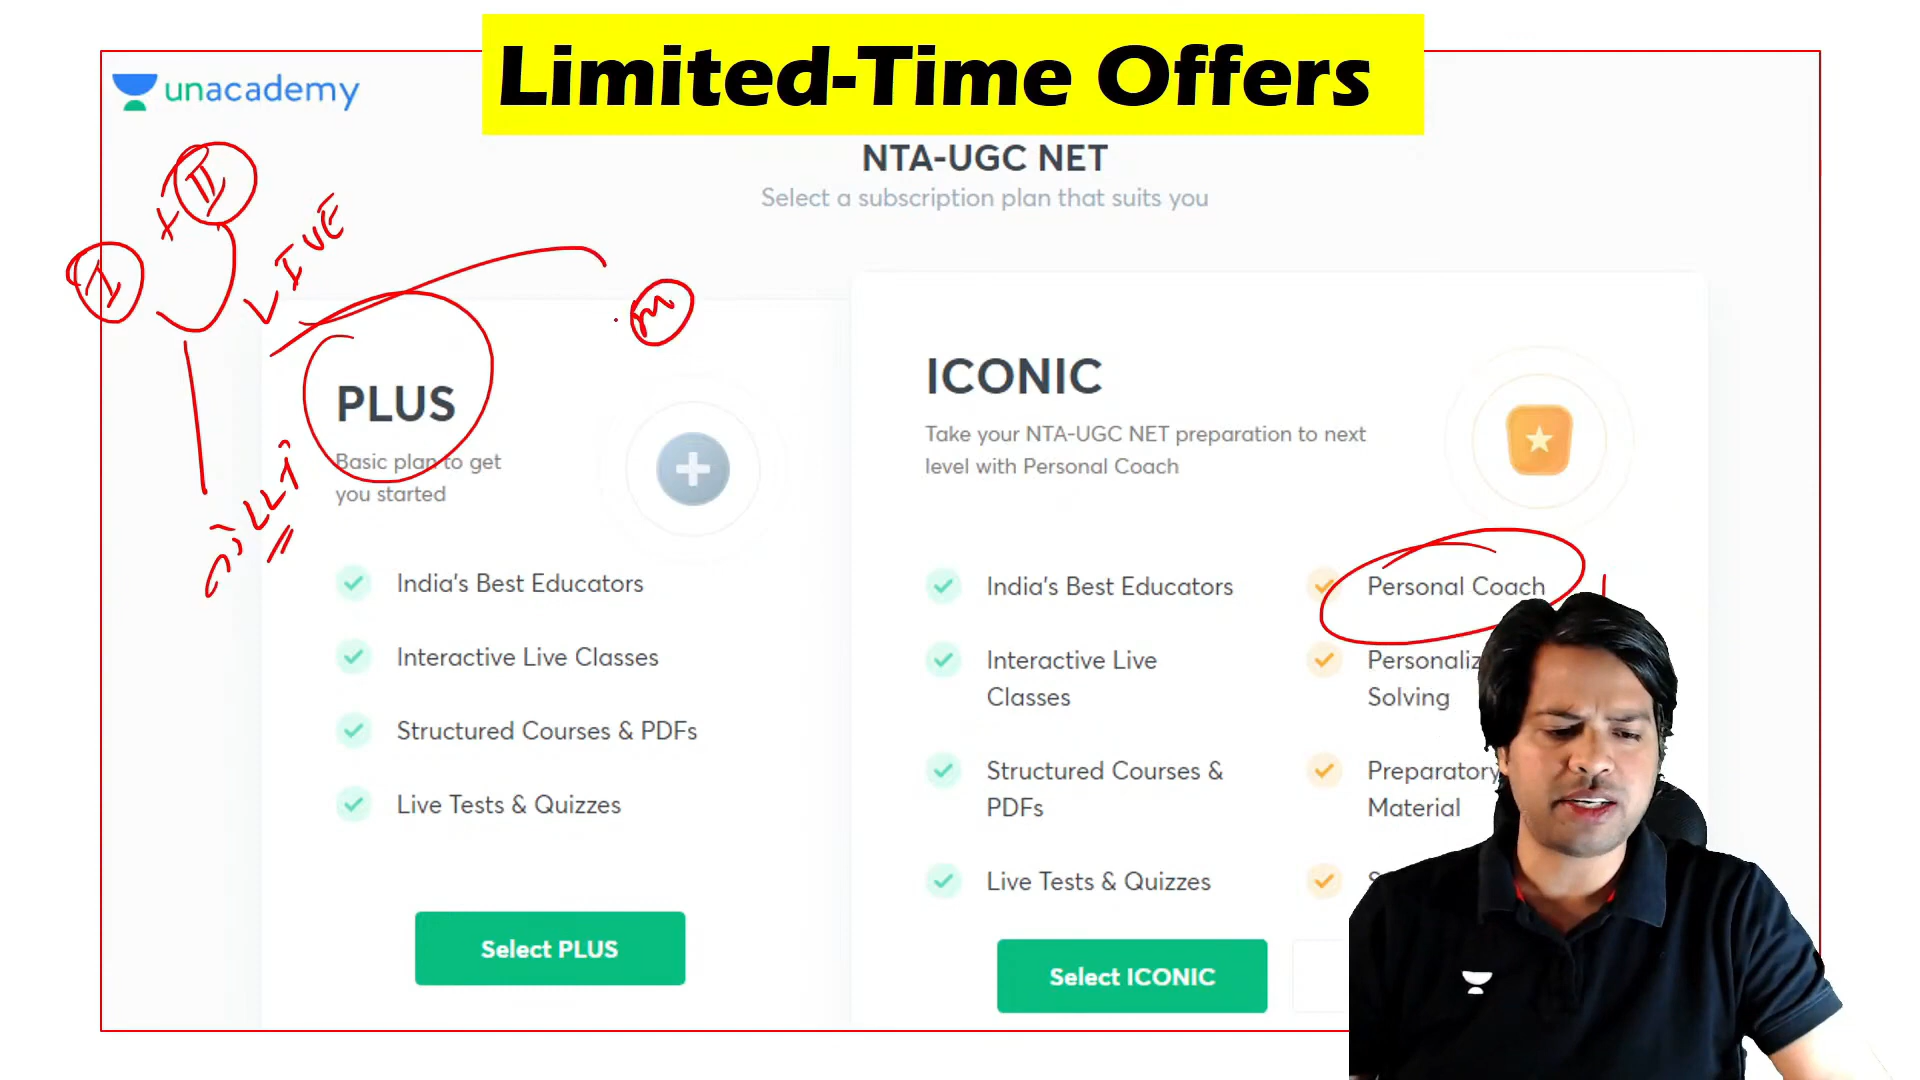 Limited-Time Offers
unacademy
NTA-UGC NET
Select a subscription plan that suits you
II
+
I
LIVE
m
PLUS
Basic plan to get
you started
India's Best Educators
Interactive Live Classes
Structured Courses & PDFs
Live Tests & Quizzes
Select PLUS
ICONIC
Take your NTA-UGC NET preparation to next
level with Personal Coach
India's Best Educators
Interactive Live
Classes
Structured Courses &
PDFs
Live Tests & Quizzes
Personal Coach
Solving
Preparatory
Material
Select ICONIC